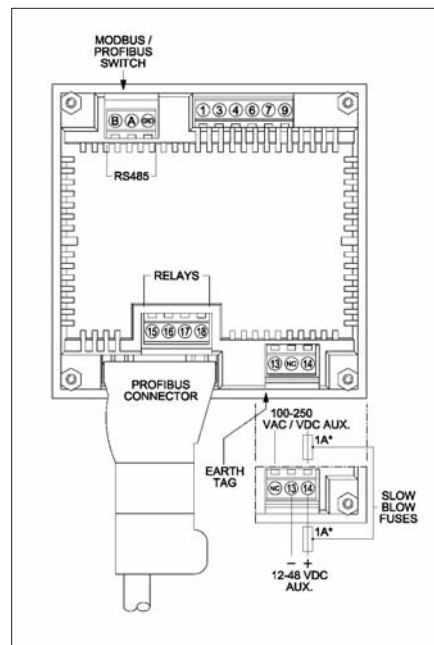 MODBUS /
PROFIBUS
SWITCH
B A GND
1 3 4 6 7 9
RS485
RELAYS
15 16 17 18
13 NC 14
PROFIBUS
CONNECTOR
100-250
VAC / VDC AUX.
1A*
EARTH
TAG
NC 13 14
SLOW
BLOW
FUSES
1A*
− +
12-48 VDC
AUX.